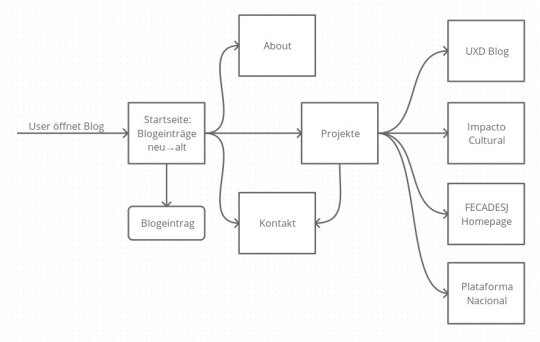 User öffnet Blog
Startseite:
Blogeinträge
neu→alt
Blogeintrag
About
Projekte
Kontakt
UXD Blog
Impacto
Cultural
FECADESJ
Homepage
Plataforma
Nacional